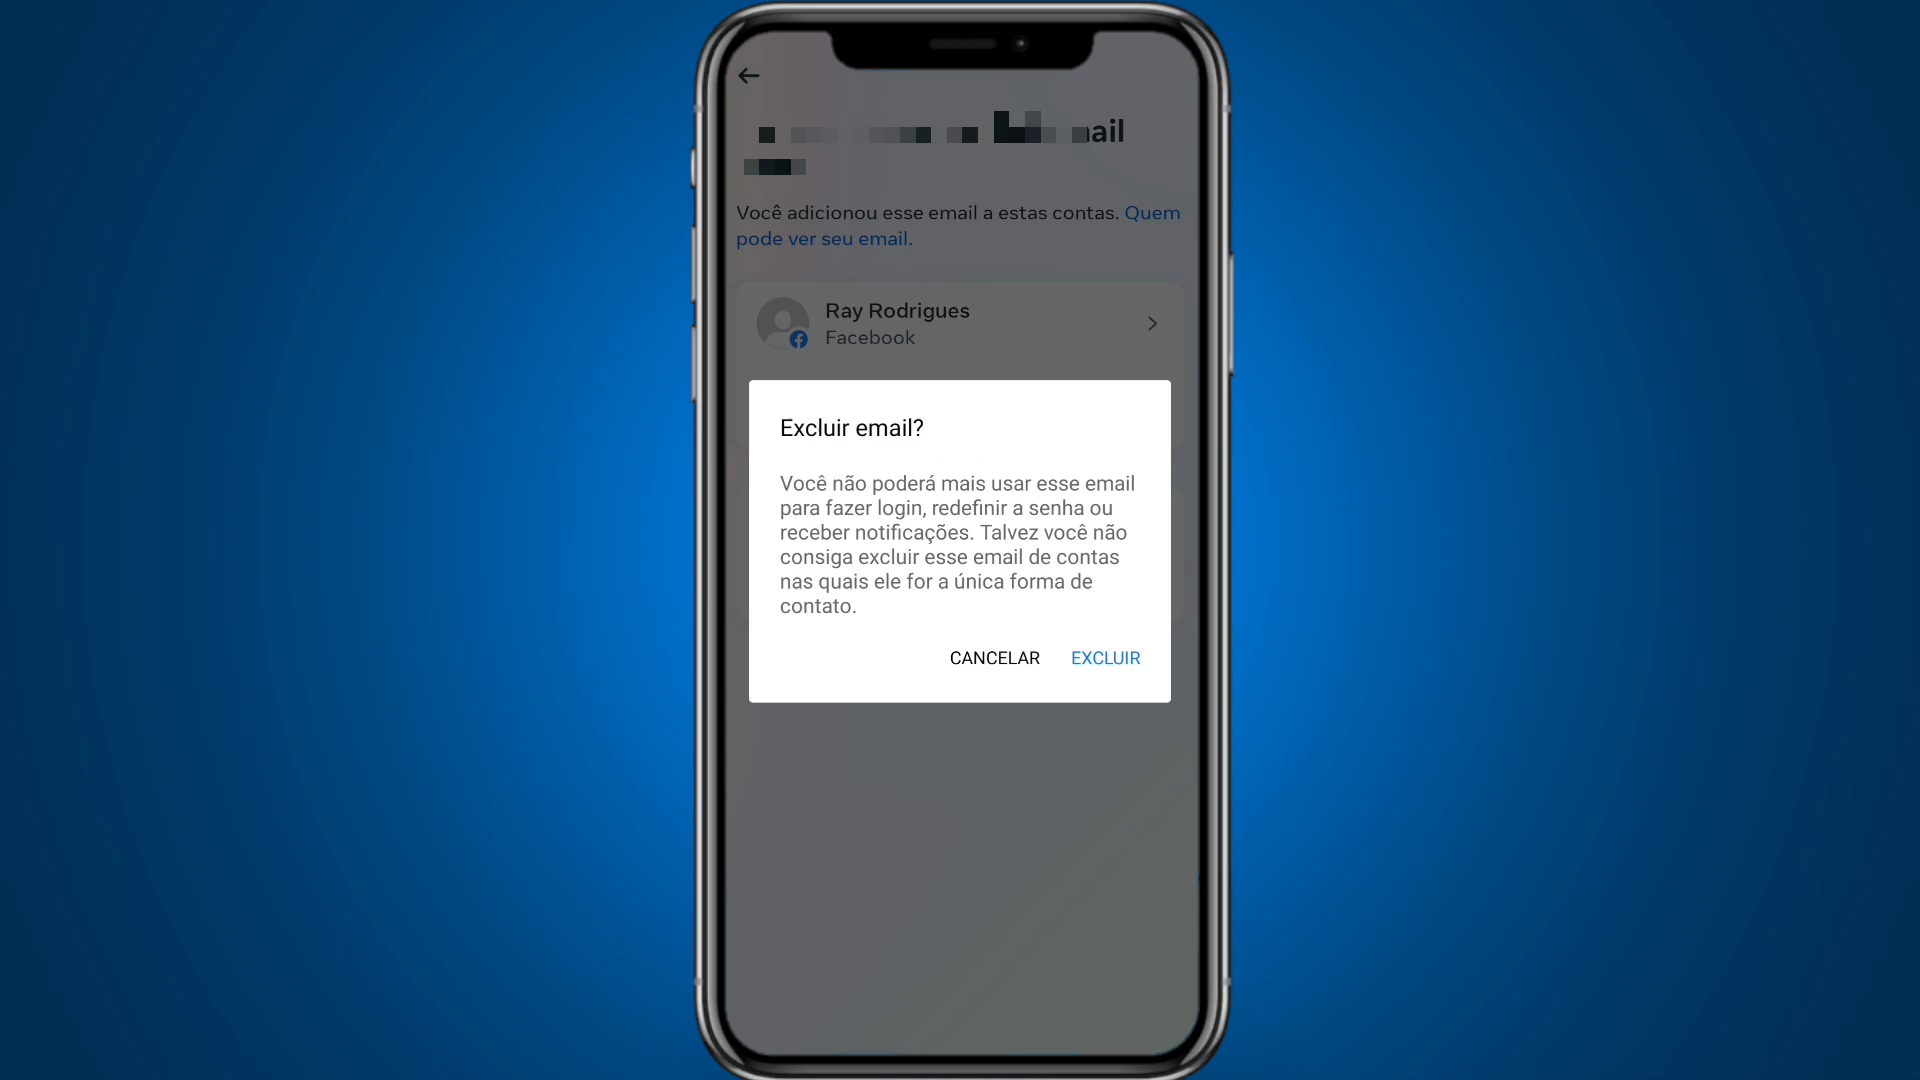 Você adicionou esse email a estas contas. Quem
pode ver seu email.
Ray Rodrigues
Facebook
Excluir email?
Você não poderá mais usar esse email
para fazer login, redefinir a senha ou
receber notificações. Talvez você não
consiga excluir esse email de contas
nas quais ele for a única forma de
contato.
CANCELAR EXCLUIR